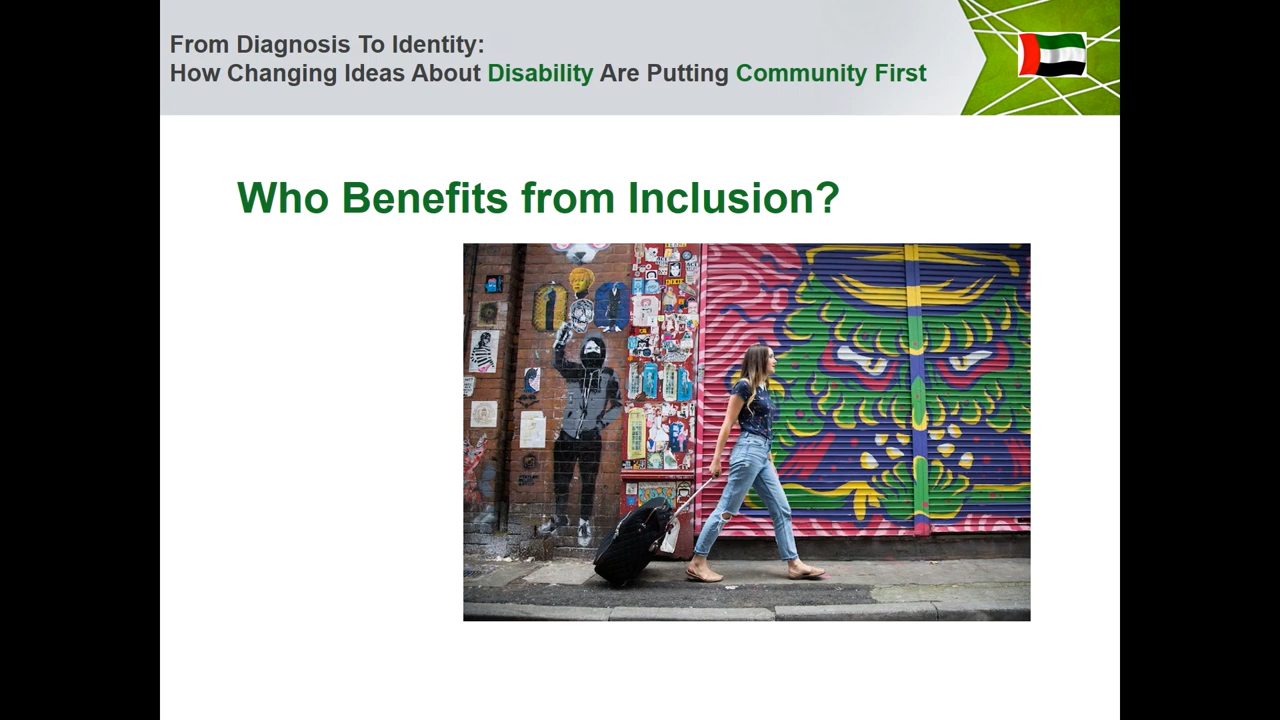 From Diagnosis To Identity:
How Changing Ideas About Disability Are Putting Community First
Who Benefits from Inclusion?